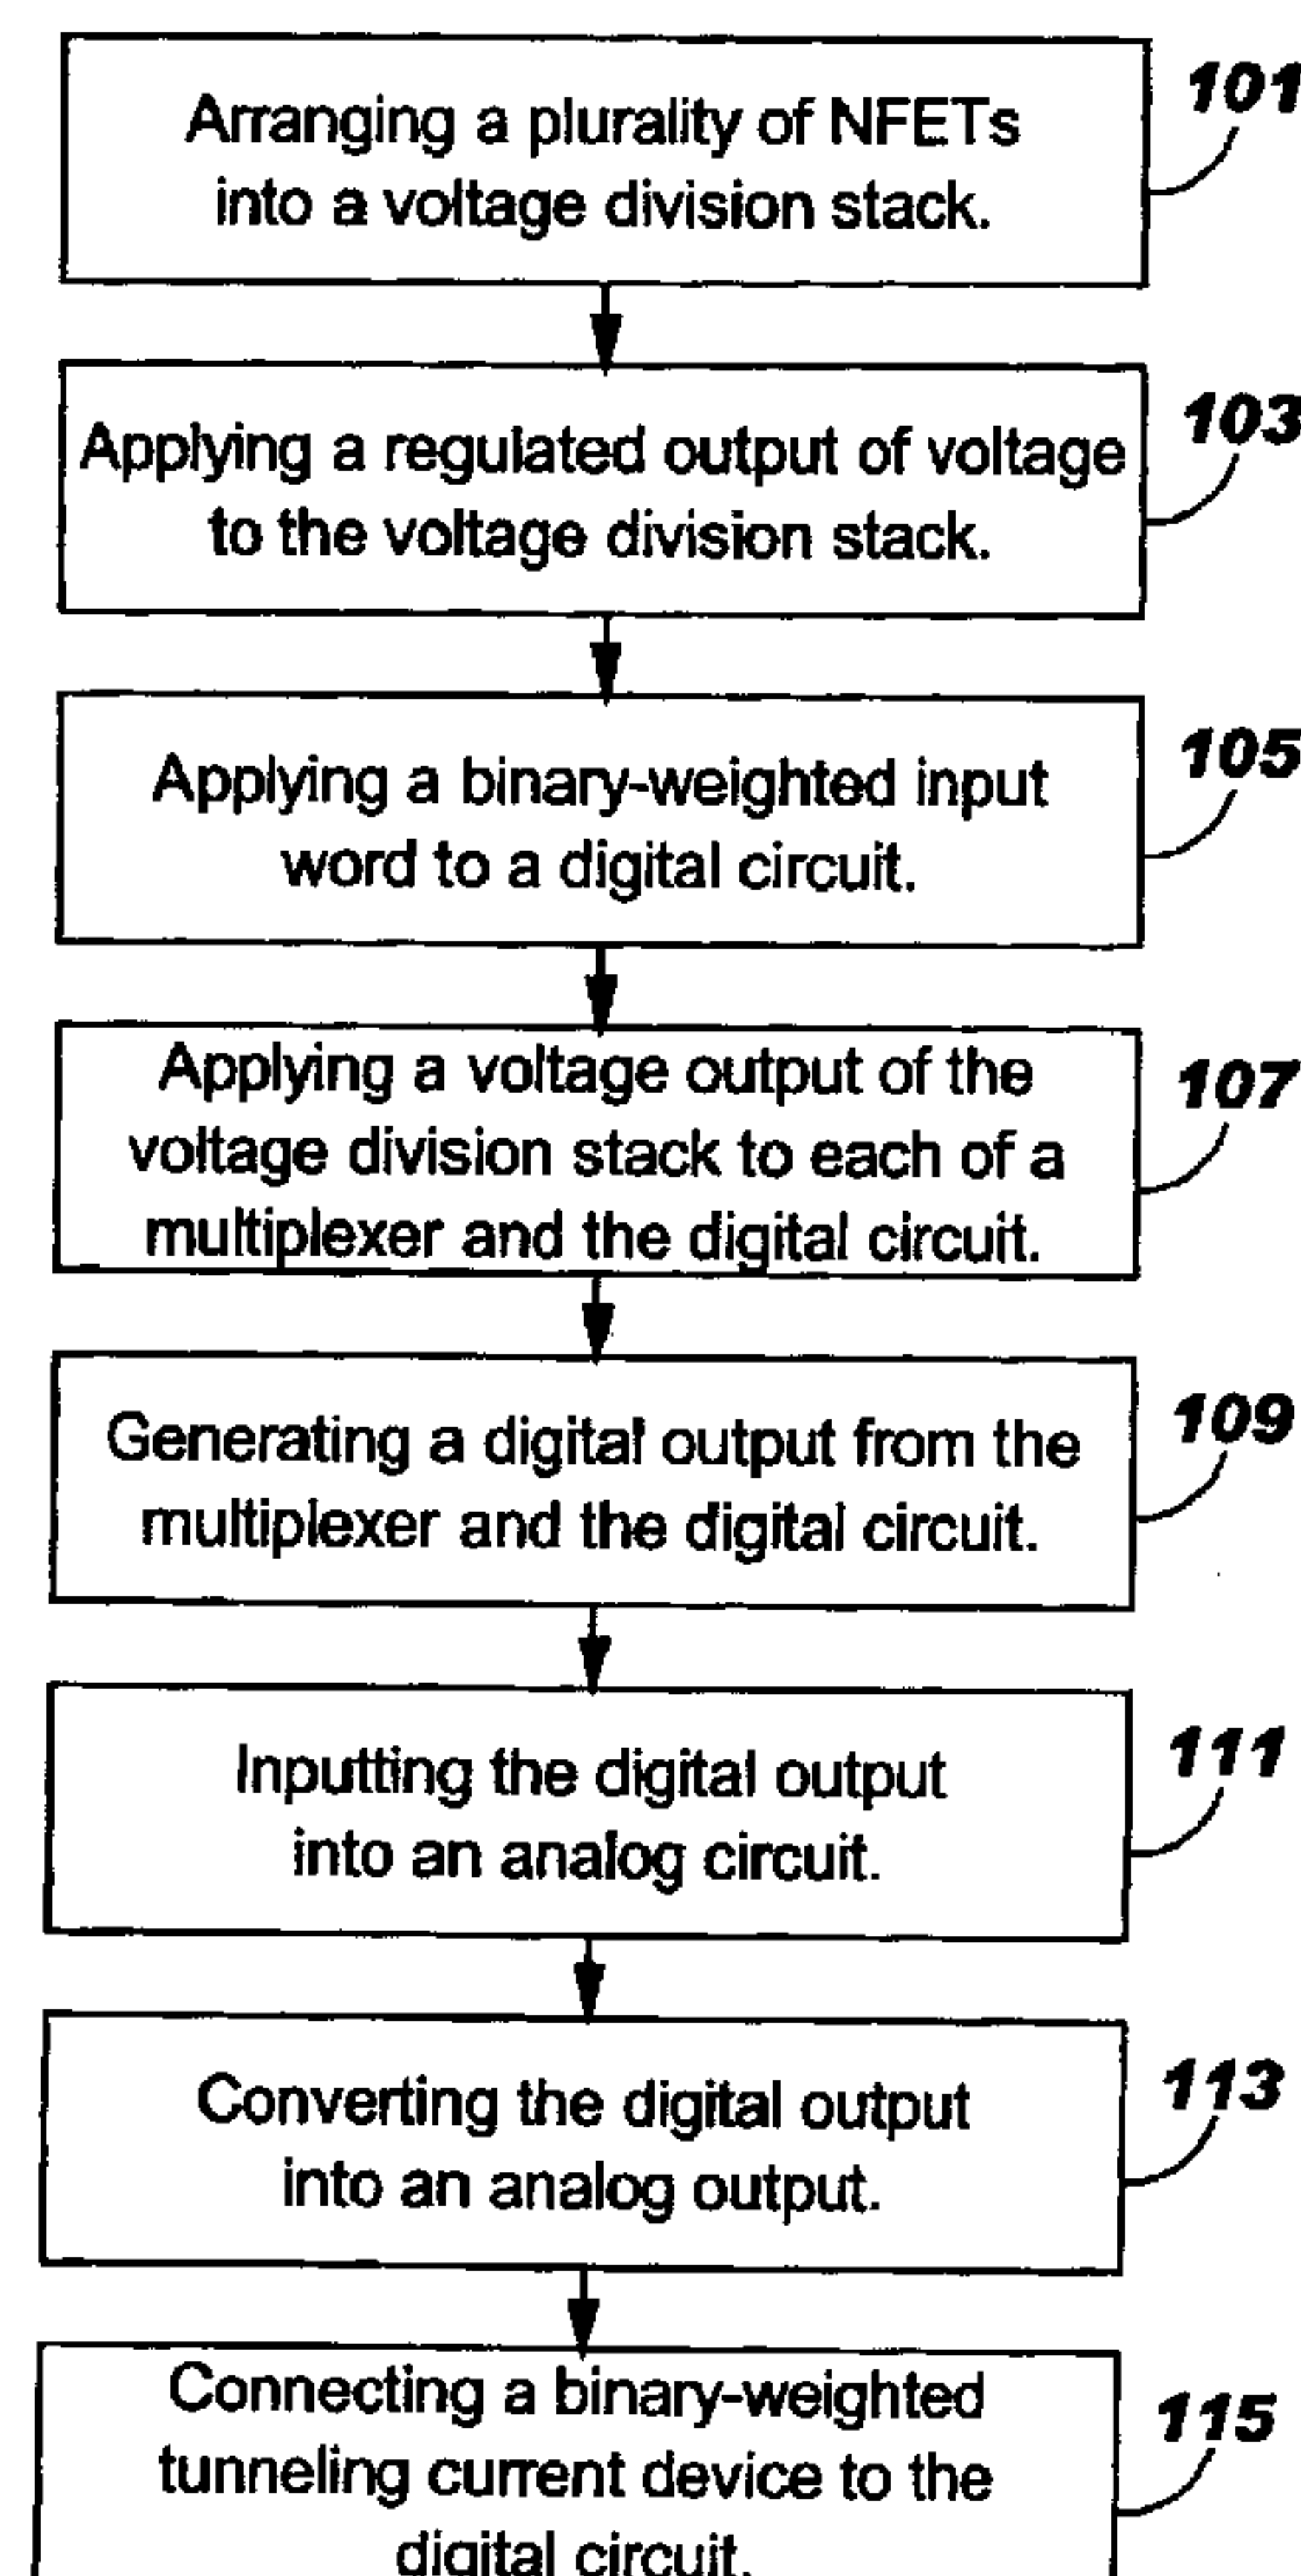 Arranging a plurality of NFETs
into a voltage division stack.
101
Applying a regulated output of voltage
to the voltage division stack.
103
Applying a binary-weighted input
word to a digital circuit.
105
Applying a voltage output of the
voltage division stack to each of a
multiplexer and the digital circuit.
107
Generating a digital output from the
multiplexer and the digital circuit.
109
Inputting the digital output
into an analog circuit.
111
Converting the digital output
into an analog output.
113
Connecting a binary-weighted
tunneling current device to the
digital circuit.
115